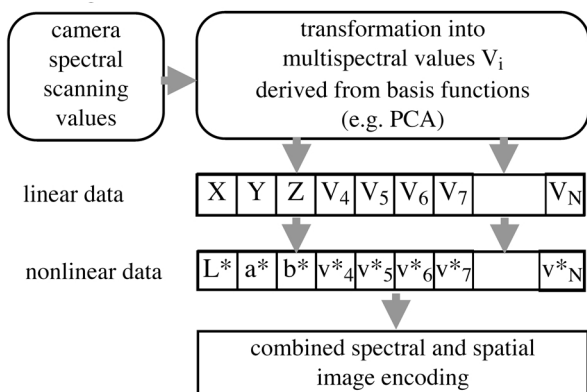 camera
spectral
scanning
values
transformation into
multispectral values Vi
derived from basis functions
(e.g. PCA)
linear data
X Y Z V4 V5 V6 V7 VN
nonlinear data
L* a* b* v*4 v*5 v*6 v*7 v*N
combined spectral and spatial
image encoding